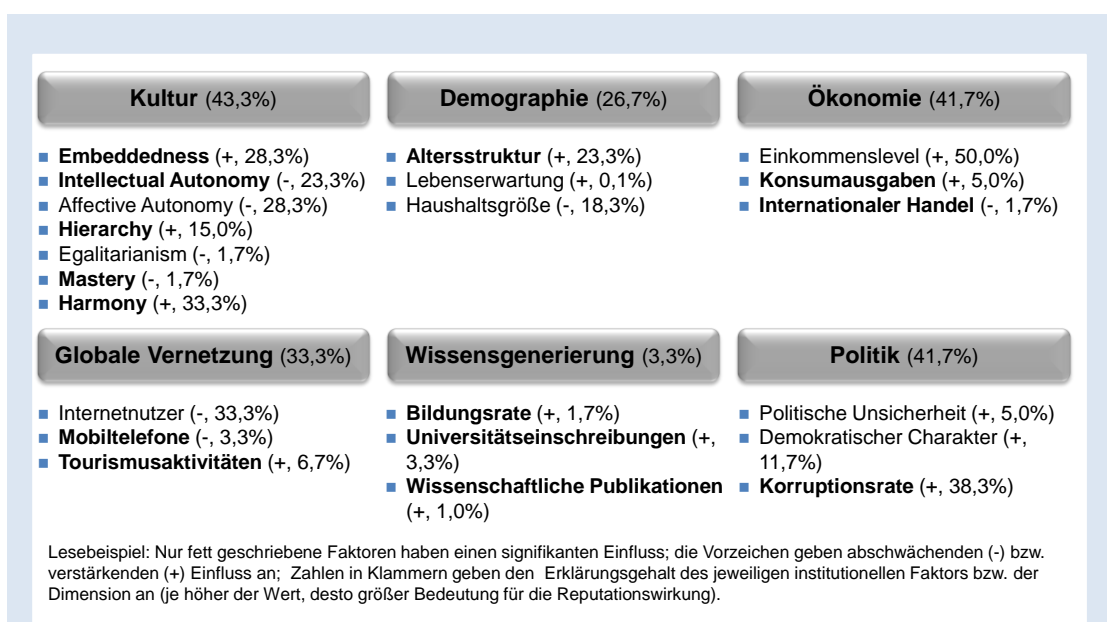 Kultur (43,3%)
Embeddedness (+, 28,3%)
Intellectual Autonomy (-, 23,3%)
Affective Autonomy (-, 28,3%)
Hierarchy (+, 15,0%)
Egalitarianism (-, 1,7%)
Mastery (-, 1,7%)
Harmony (+, 33,3%)
Demographie (26,7%)
Altersstruktur (+, 23,3%)
Lebenserwartung (+, 0,1%)
Haushaltsgröße (-, 18,3%)
Ökonomie (41,7%)
Einkommenslevel (+, 50,0%)
Konsumausgaben (+, 5,0%)
Internationaler Handel (-, 1,7%)
Globale Vernetzung (33,3%)
Internetnutzer (-, 33,3%)
Mobiltelefone (-, 3,3%)
Tourismusaktivitäten (+, 6,7%)
Wissensgenerierung (3,3%)
Bildungsrate (+, 1,7%)
Universitätseinschreibungen (+,
3,3%)
Wissenschaftliche Publikationen
(+, 1,0%)
Politik (41,7%)
Politische Unsicherheit (+, 5,0%)
Demokratischer Charakter (+,
11,7%)
Korruptionsrate (+, 38,3%)
Lesebeispiel: Nur fett geschriebene Faktoren haben einen signifikanten Einfluss; die Vorzeichen geben abschwächenden (-) bzw.
verstärkenden (+) Einfluss an; Zahlen in Klammern geben den Erklärungsgehalt des jeweiligen institutionellen Faktors bzw. der
Dimension an (je höher der Wert, desto größer Bedeutung für die Reputationswirkung).